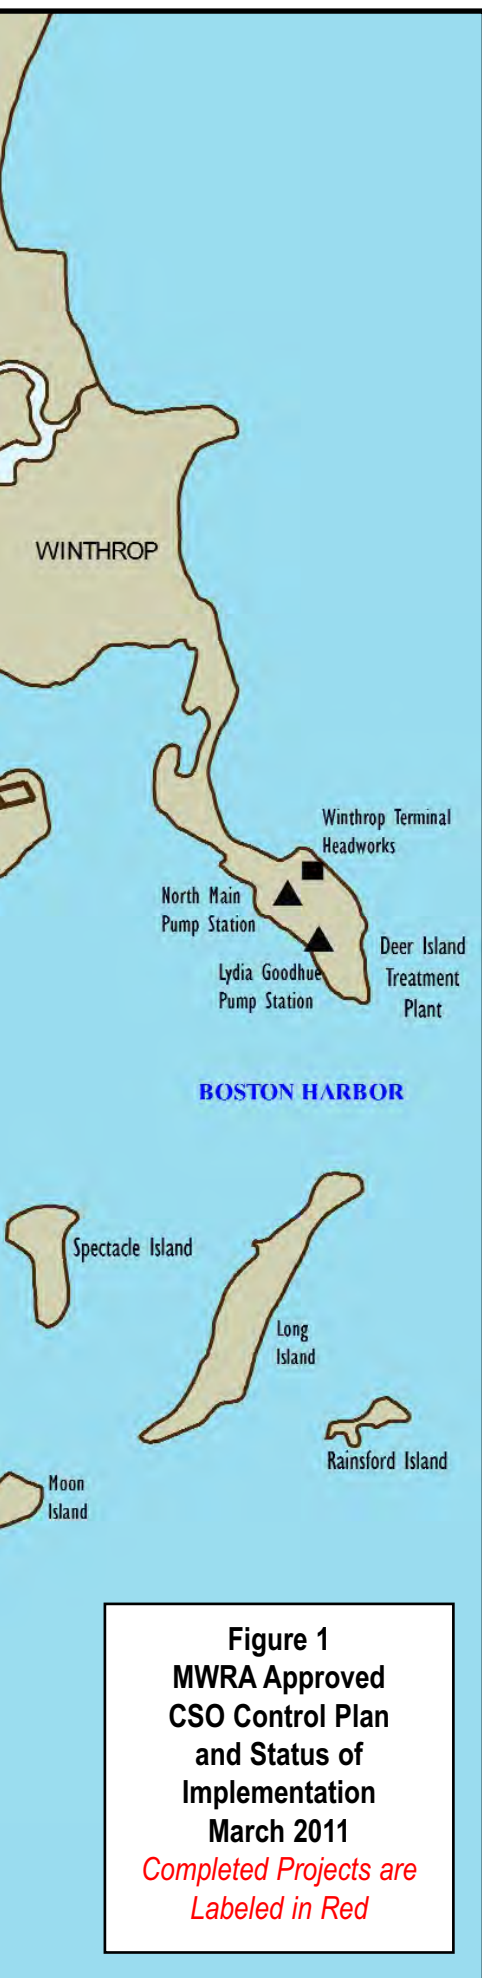 WINTHROP
Winthrop Terminal
Headworks
North Main
Pump Station
Lydia Goodhue
Pump Station
Deer Island
Treatment
Plant
BOSTON HARBOR
Spectacle Island
Long
Island
Rainsford Island
Moon
Island
Figure 1
MWRA Approved
CSO Control Plan
and Status of
Implementation
March 2011
Completed Projects are
Labeled in Red